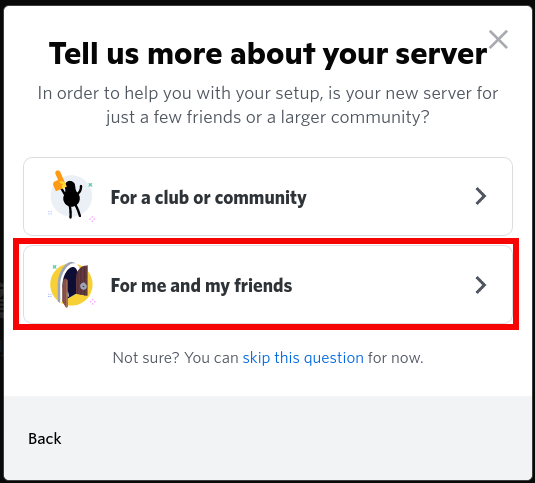 Tell us more about your server
In order to help you with your setup, is your new server for
just a few friends or a larger community?
For a club or community
For me and my friends
Not sure? You can skip this question for now.
Back